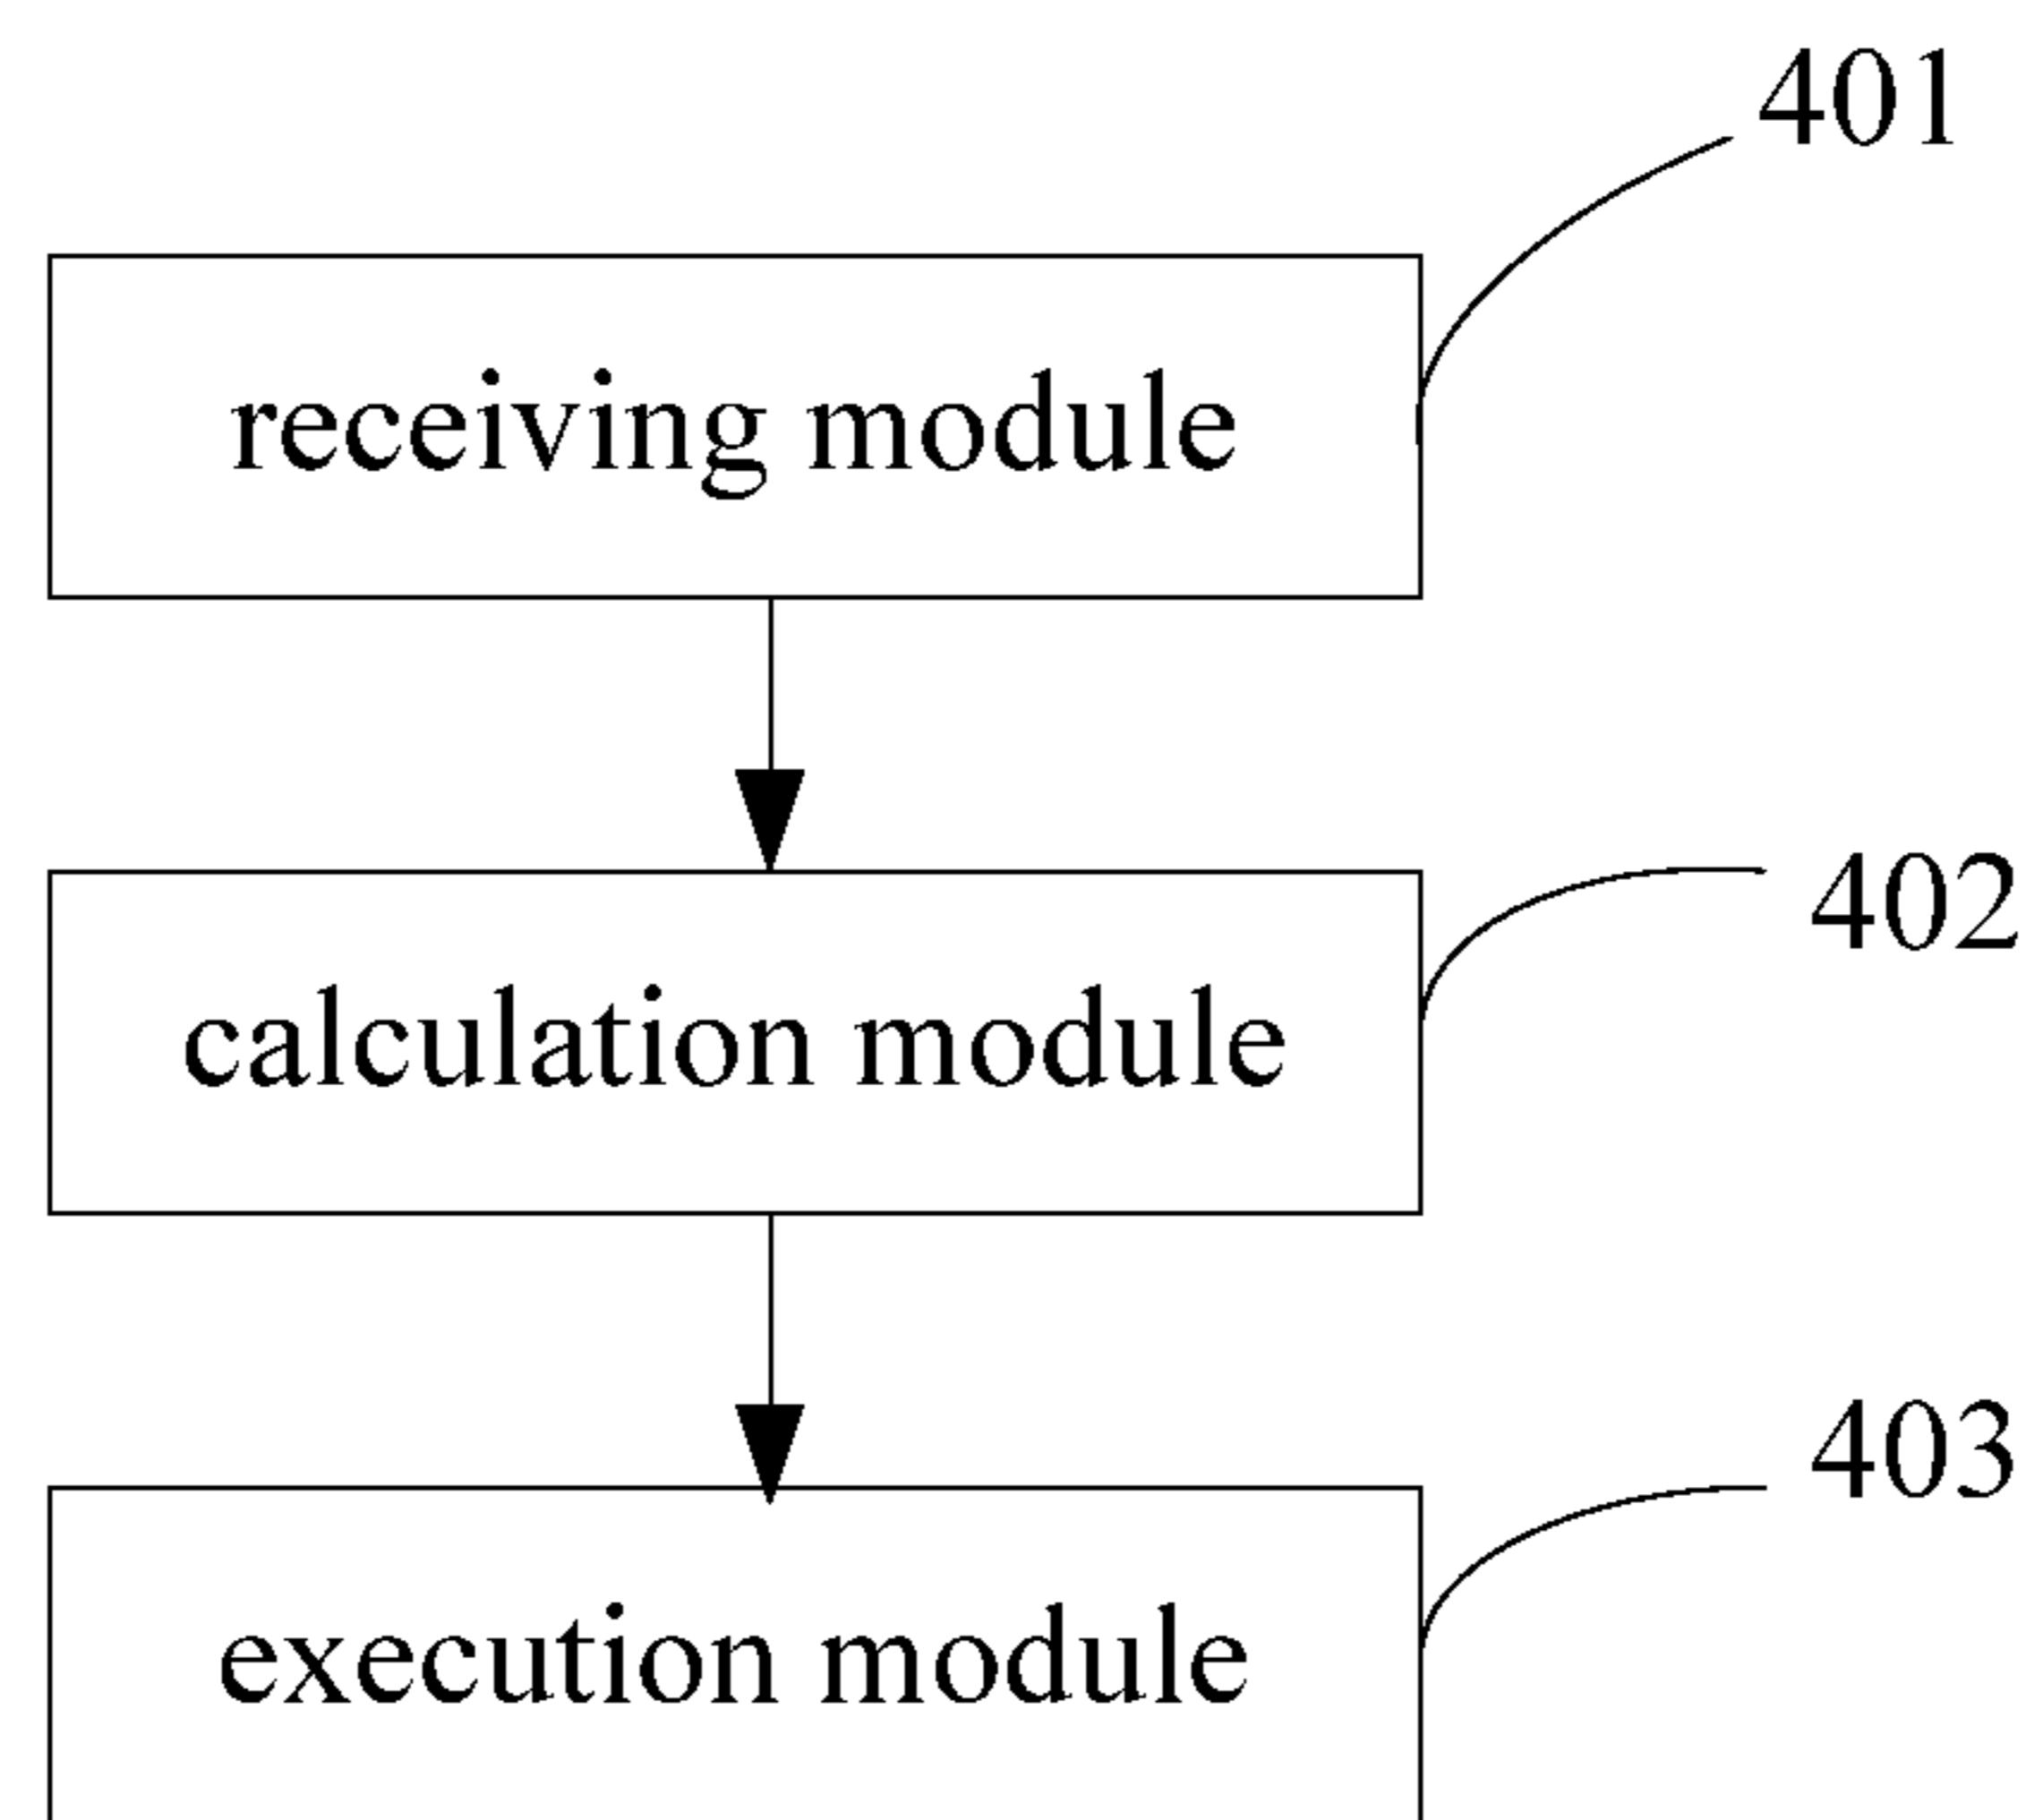 401
receiving module
402
calculation module
403
execution module